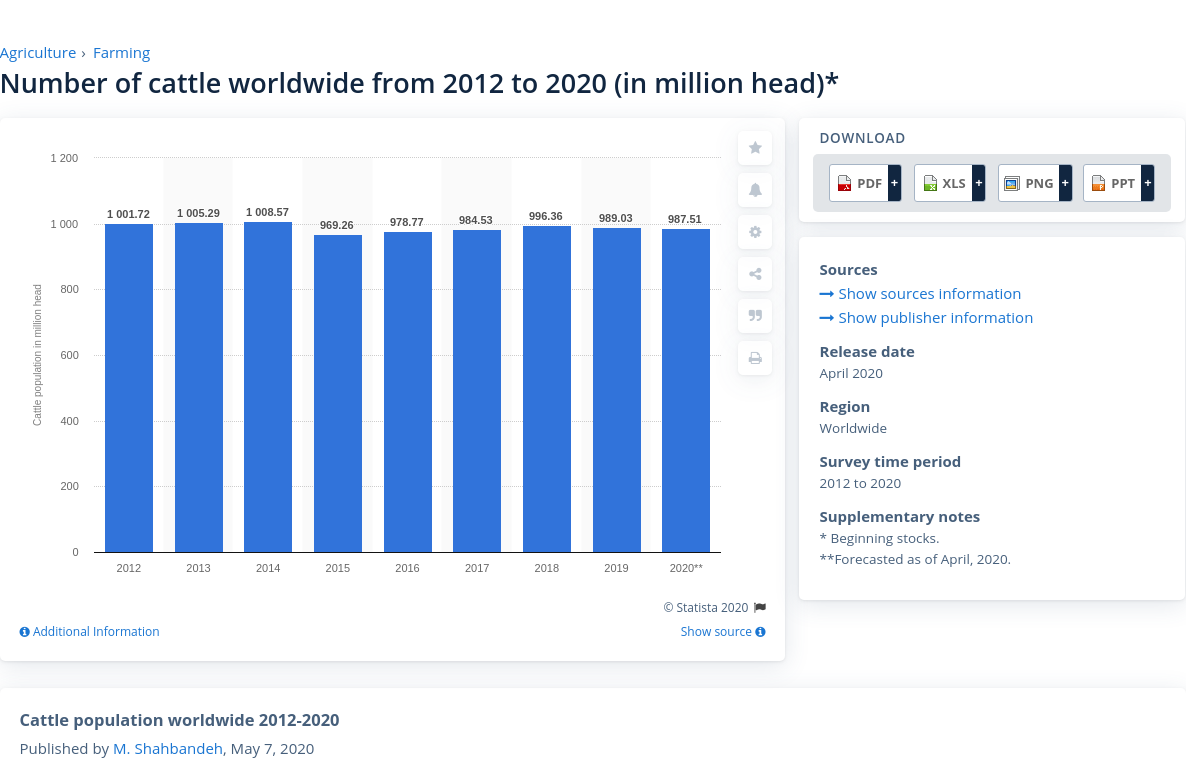 Agriculture › Farming
Number of cattle worldwide from 2012 to 2020 (in million head)*
Cattle population in million head
1 200
1 000
800
600
400
200
0
1 001.72
1 005.29
1 008.57
969.26
978.77
984.53
996.36
989.03
987.51
2012
2013
2014
2015
2016
2017
2018
2019
2020**
© Statista 2020
Additional Information
Show source
DOWNLOAD
PDF +
XLS +
PNG +
PPT +
Sources
Show sources information
Show publisher information
Release date
April 2020
Region
Worldwide
Survey time period
2012 to 2020
Supplementary notes
* Beginning stocks.
**Forecasted as of April, 2020.
Cattle population worldwide 2012-2020
Published by M. Shahbandeh, May 7, 2020